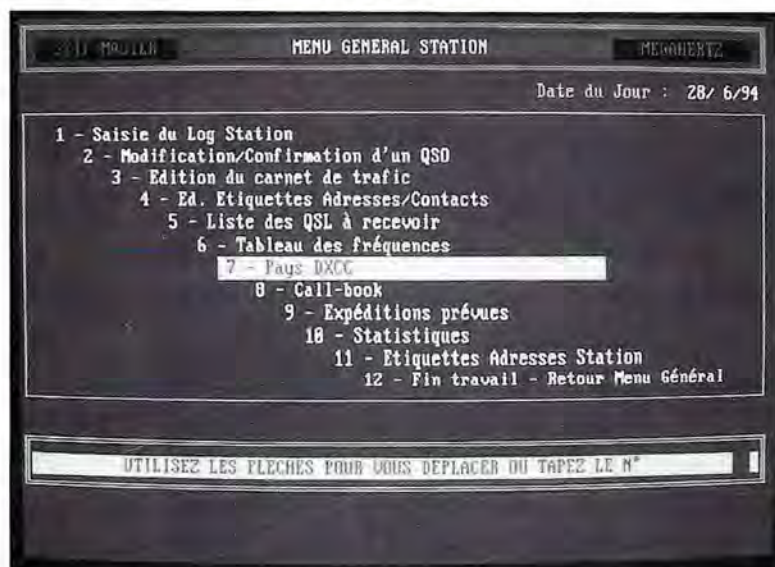 MENU GENERAL STATION
MEGAHERTZ
Date du Jour : 28/ 6/94
1 - Saisie du Log Station
2 - Modification/Confirmation d'un QSO
3 - Edition du carnet de trafic
4 - Ed. Etiquettes Adresses/Contacts
5 - Liste des QSL à recevoir
6 - Tableau des fréquences
7 - Pays DXCC
8 - Call-book
9 - Expéditions prévues
10 - Statistiques
11 - Etiquettes Adresses Station
12 - Fin travail - Retour Menu Général
UTILISEZ LES FLECHES POUR VOUS DEPLACER OU TAPEZ LE N°